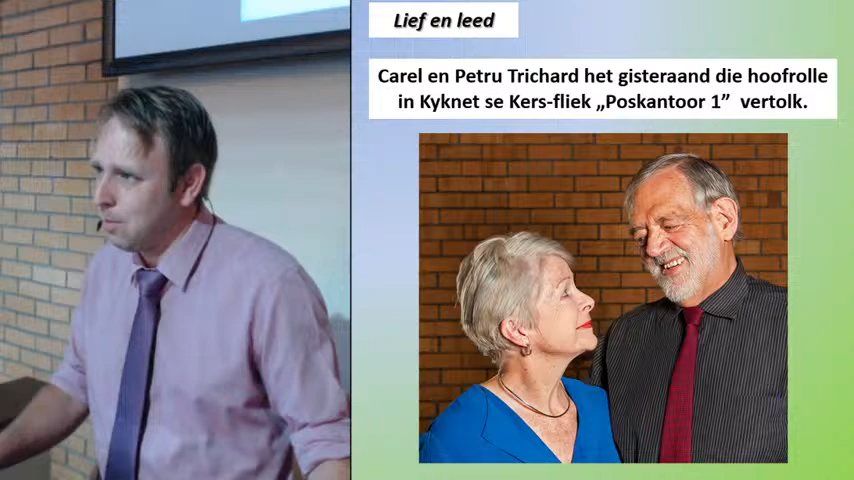 Lief en leed
Carel en Petru Trichard het gisteraand die hoofrolle
in Kyknet se Kers-fliek „Poskantoor 1” vertolk.